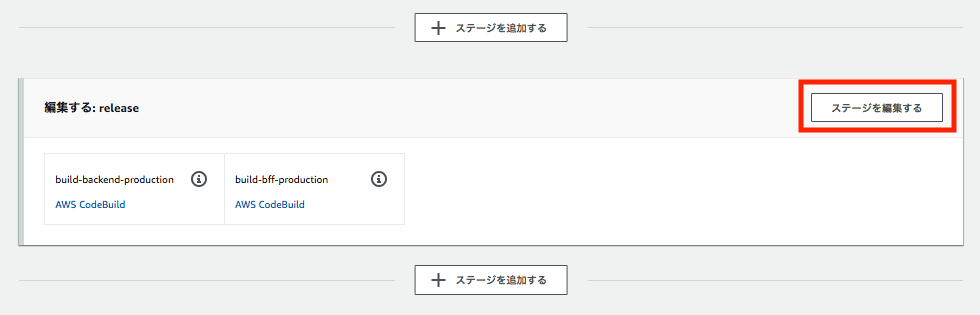 ステージを追加する
編集する: release
ステージを編集する
build-backend-production
build-bff-production
AWS CodeBuild
AWS CodeBuild
ステージを追加する